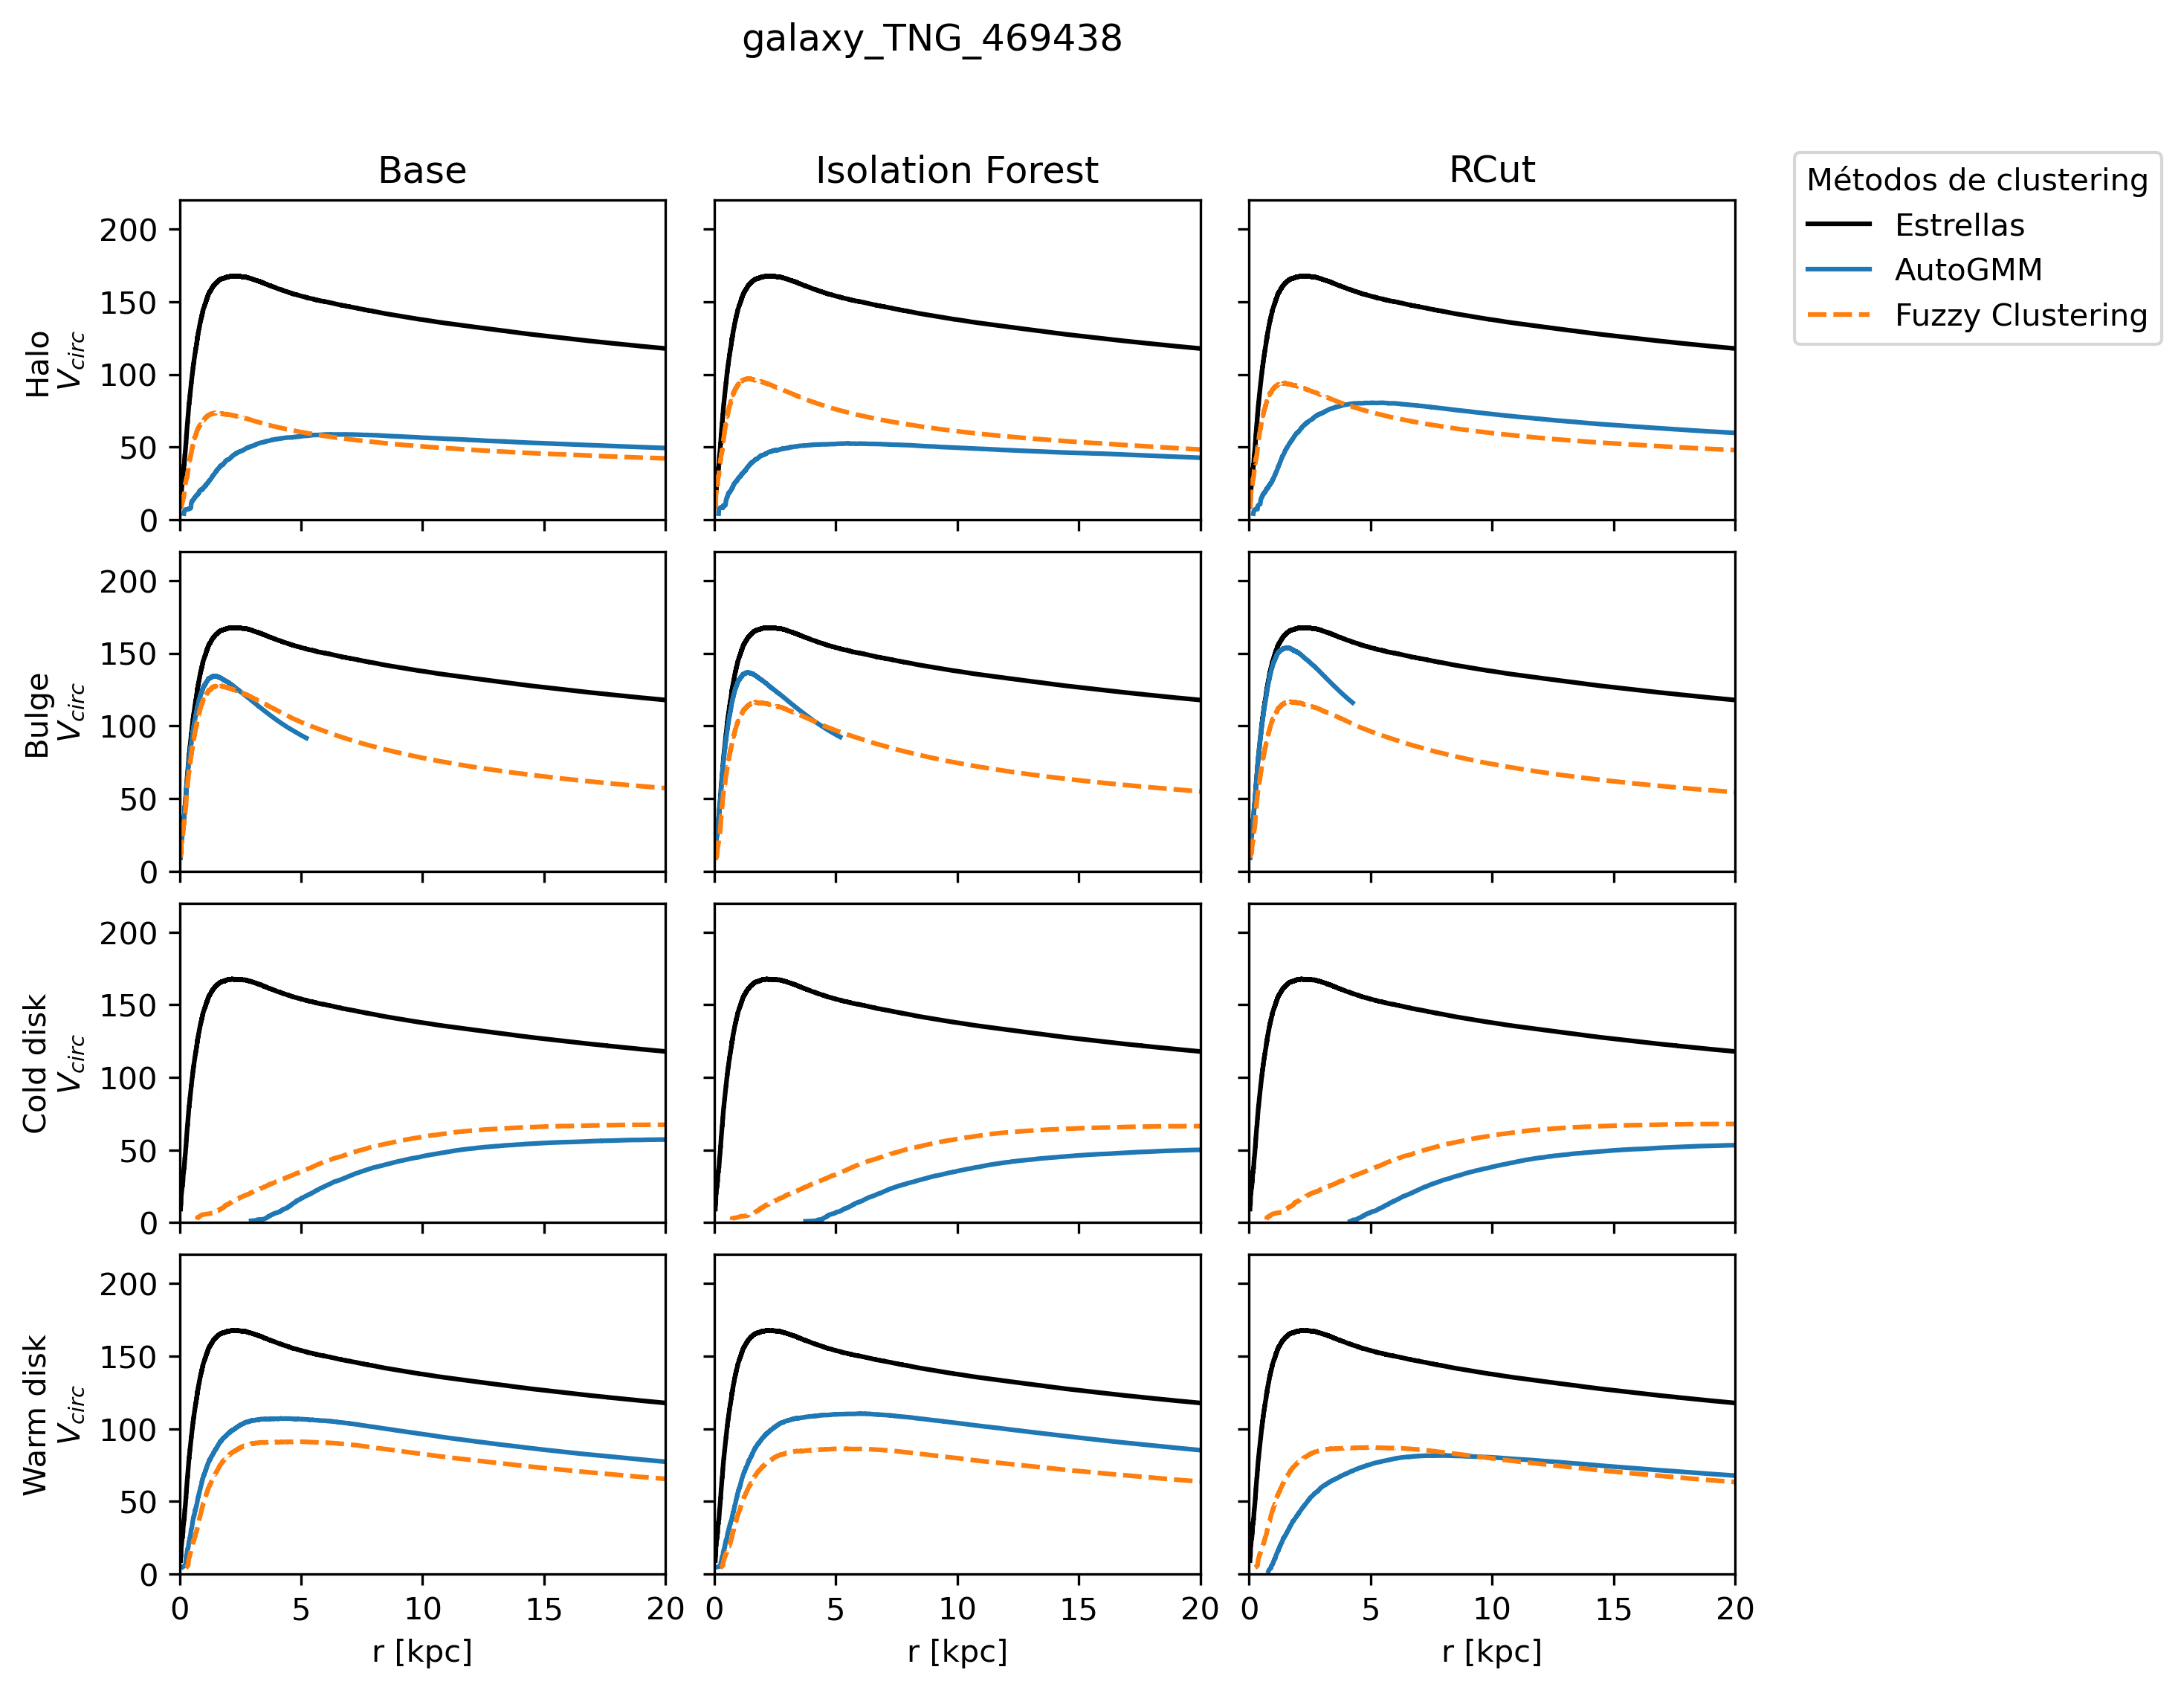 galaxy_TNG_469438
Base
Isolation Forest
RCut
Métodos de clustering
Estrellas
AutoGMM
Fuzzy Clustering
Halo
V_circ
200
150
100
50
0
Bulge
V_circ
200
150
100
50
0
Cold disk
V_circ
200
150
100
50
0
Warm disk
V_circ
200
150
100
50
0
0 5 10 15 20
0 5 10 15 20
0 5 10 15 20
r [kpc]
r [kpc]
r [kpc]